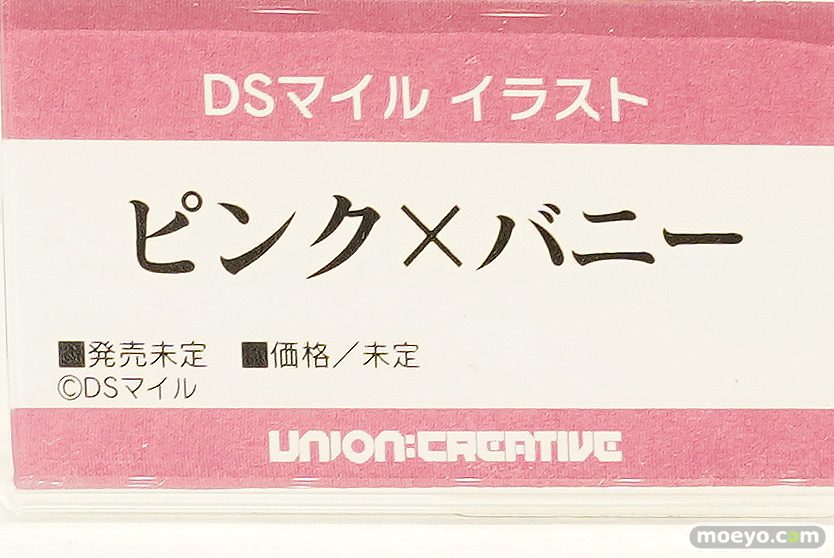 DSマイル イラスト
ピンク×バニー
■発売未定 ■価格／未定
©DSマイル
UNION:CREATIVE
moeyo.com